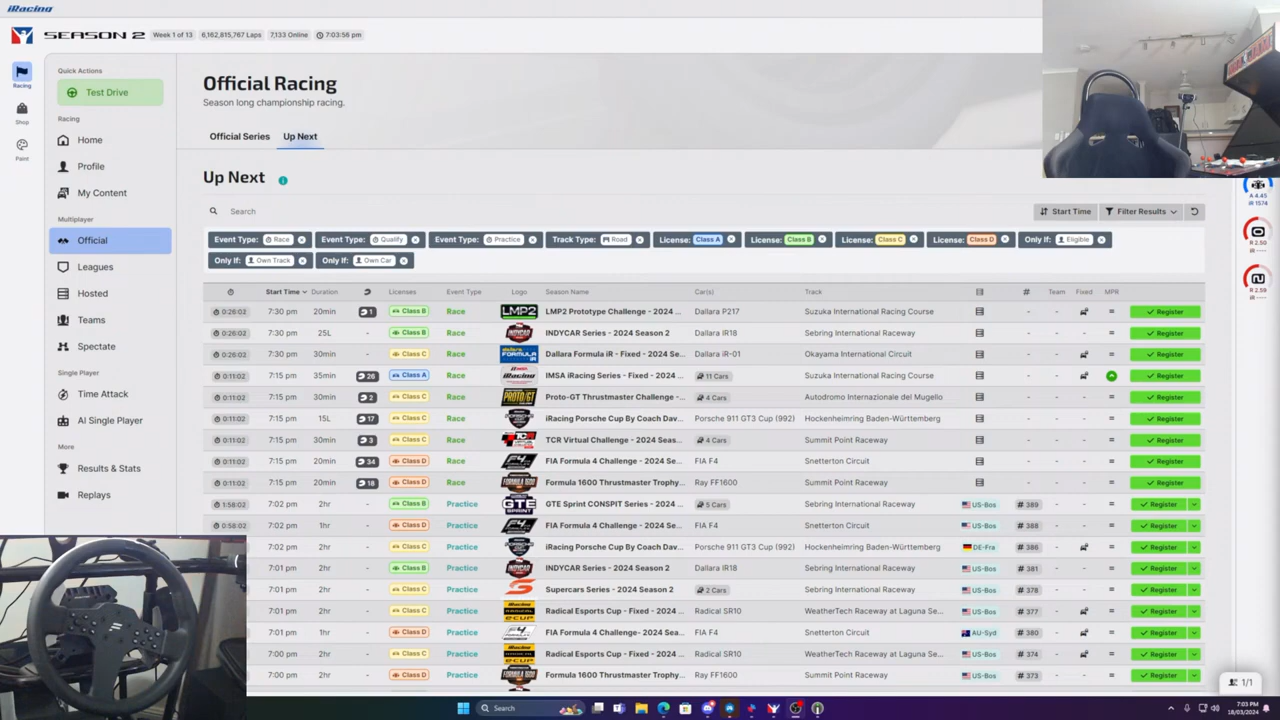 iRacing
SEASON 2 Week 1 of 13 6,162,815,767 Laps 7,133 Online 7:03:56 pm
Racing
Shop
Paint
Quick Actions
Test Drive
Racing
Home
Profile
My Content
Multiplayer
Official
Leagues
Hosted
Teams
Spectate
Single Player
Time Attack
AI Single Player
More
Results & Stats
Replays
Official Racing
Season long championship racing.
Official Series Up Next
Up Next
Search Start Time Filter Results
Event Type: Race Event Type: Qualify Event Type: Practice Track Type: Road License: Class A License: Class B License: Class C License: Class D Only If: Eligible
Only If: Own Track Only If: Own Car
Start Time Duration Licenses Event Type Logo Season Name Car(s) Track # Team Fixed MPR
0:26:02 7:30 pm 20min 1 Class B Race LMP2 LMP2 Prototype Challenge - 2024 ... Dallara P217 Suzuka International Racing Course - - = Register
0:26:02 7:30 pm 25L - Class B Race INDYCAR Series - 2024 Season 2 Dallara IR18 Sebring International Raceway - - - = Register
0:26:02 7:30 pm 30min - Class C Race Dallara Formula iR - Fixed - 2024 Se... Dallara iR-01 Okayama International Circuit - - = Register
0:11:02 7:15 pm 35min 26 Class A Race IMSA iRacing Series - Fixed - 2024 ... 11 Cars Suzuka International Racing Course - - Register
0:11:02 7:15 pm 30min 2 Class C Race Proto-GT Thrustmaster Challenge -... 4 Cars Autodromo Internazionale del Mugello - - - = Register
0:11:02 7:15 pm 15L 17 Class C Race iRacing Porsche Cup By Coach Dav... Porsche 911 GT3 Cup (992) Hockenheimring Baden-Württemberg - - - = Register
0:11:02 7:15 pm 30min 3 Class C Race TCR Virtual Challenge - 2024 Seas... 4 Cars Summit Point Raceway - - - = Register
0:11:02 7:15 pm 20min 34 Class D Race FIA Formula 4 Challenge - 2024 Se... FIA F4 Snetterton Circuit - - - = Register
0:11:02 7:15 pm 20min 18 Class D Race Formula 1600 Thrustmaster Trophy... Ray FF1600 Summit Point Raceway - - - = Register
1:58:02 7:02 pm 2hr - Class B Practice GTE Sprint CONSPIT Series - 2024 ... 5 Cars Sebring International Raceway US-Bos # 389 - - = Register
0:58:02 7:02 pm 1hr - Class D Practice FIA Formula 4 Challenge - 2024 Se... FIA F4 Snetterton Circuit US-Bos # 388 - - = Register
7:02 pm 2hr - Class C Practice iRacing Porsche Cup By Coach Dav... Porsche 911 GT3 Cup (992) Hockenheimring Baden-Württemberg DE-Fra # 386 - - = Register
7:02 pm 2hr - Class B Practice INDYCAR Series - 2024 Season 2 Dallara IR18 Sebring International Raceway US-Bos # 381 - - = Register
7:01 pm 2hr - Class C Practice Supercars Series - 2024 Season 2 2 Cars Sebring International Raceway US-Bos # 378 - - = Register
7:01 pm 2hr - Class C Practice Radical Esports Cup - Fixed - 2024 ... Radical SR10 WeatherTech Raceway at Laguna Se... US-Bos # 377 - = Register
7:01 pm 1hr - Class D Practice FIA Formula 4 Challenge- 2024 Se... FIA F4 Snetterton Circuit AU-Syd # 380 - = Register
7:00 pm 2hr - Class C Practice Radical Esports Cup - Fixed - 2024 ... Radical SR10 WeatherTech Raceway at Laguna Se... US-Bos # 374 - = Register
7:00 pm 2hr - Class D Practice Formula 1600 Thrustmaster Trophy... Ray FF1600 Summit Point Raceway US-Bos # 373 - - = Register
A 4.45
iR 1574
R 2.50
iR ----
R 2.59
iR ----
1/1
Search
7:03 PM
18/03/2024